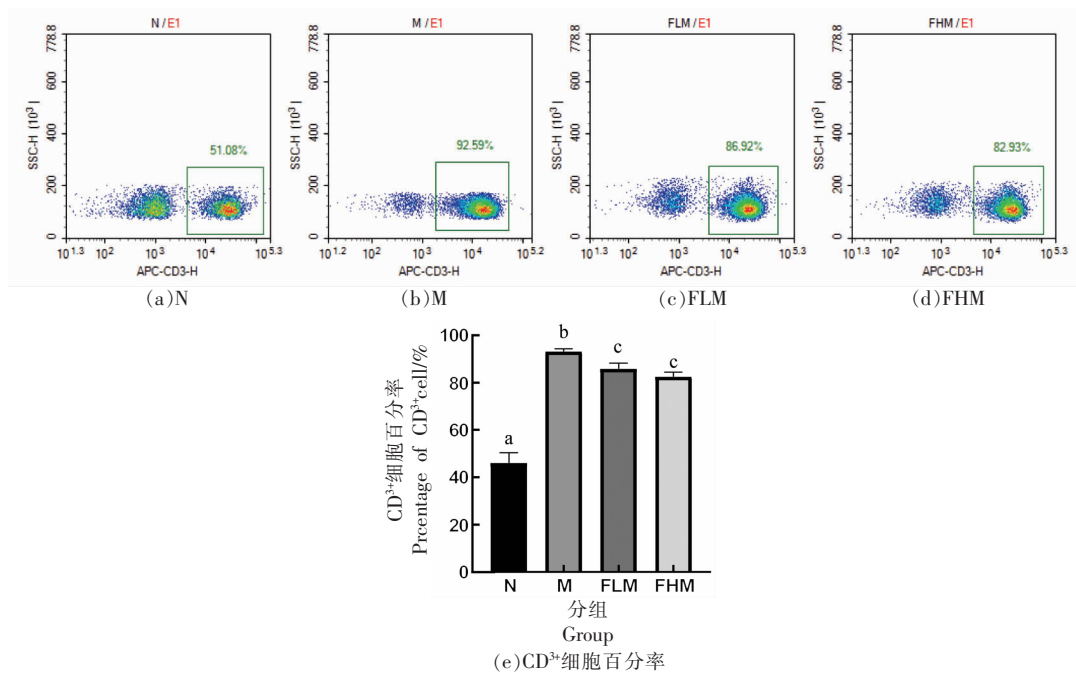 N / E1
778.8
600
400
200
0
SSC-H (10³ )
51.08%
10^1.3 10² 10³ 10⁴ 10^5.3
APC-CD3-H
(a)N
M / E1
778.8
600
400
200
0
SSC-H (10³ )
92.59%
10^1.2 10² 10³ 10⁴ 10^5.2
APC-CD3-H
(b)M
FLM / E1
778.8
600
400
200
0
SSC-H (10³ )
86.92%
10^1.3 10² 10³ 10⁴ 10^5.3
APC-CD3-H
(c)FLM
FHM / E1
778.8
600
400
200
0
SSC-H (10³ )
82.93%
10^1.3 10² 10³ 10⁴ 10^5.3
APC-CD3-H
(d)FHM
CD³⁺细胞百分率
Prcentage of CD³⁺cell/%
100
80
60
40
20
0
a
b
c
c
N M FLM FHM
分组
Group
(e)CD³⁺细胞百分率